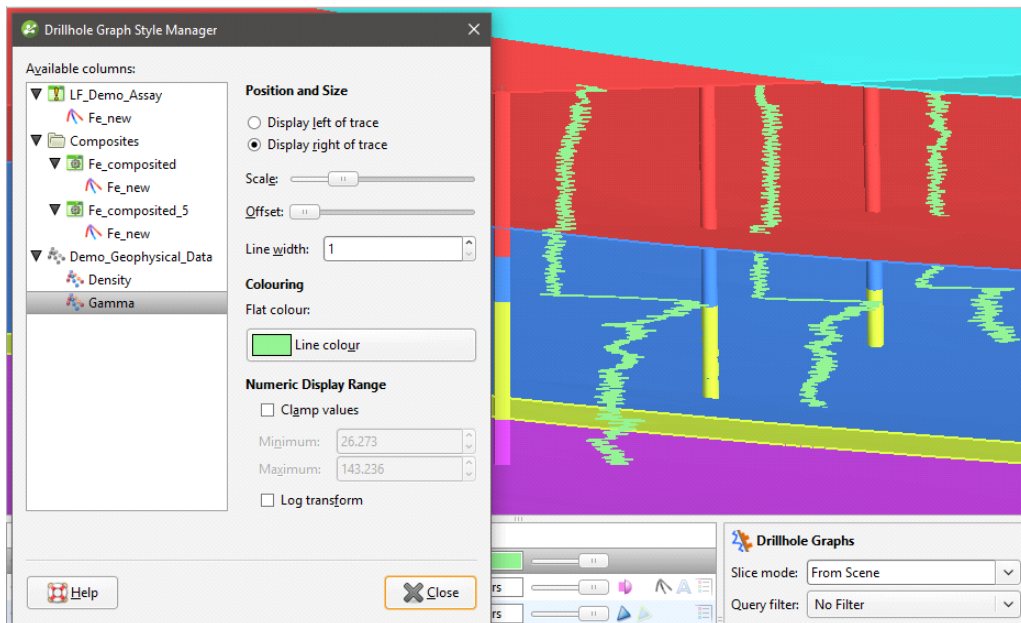 Drillhole Graph Style Manager
Available columns:
LF_Demo_Assay
Fe_new
Composites
Fe_composited
Fe_new
Fe_composited_5
Fe_new
Demo_Geophysical_Data
Density
Gamma
Position and Size
Display left of trace
Display right of trace
Scale:
Offset:
Line width: 1
Colouring
Flat colour:
Line colour
Numeric Display Range
Clamp values
Minimum: 26.273
Maximum: 143.236
Log transform
Help
Close
rs
rs
Drillhole Graphs
Slice mode: From Scene
Query filter: No Filter